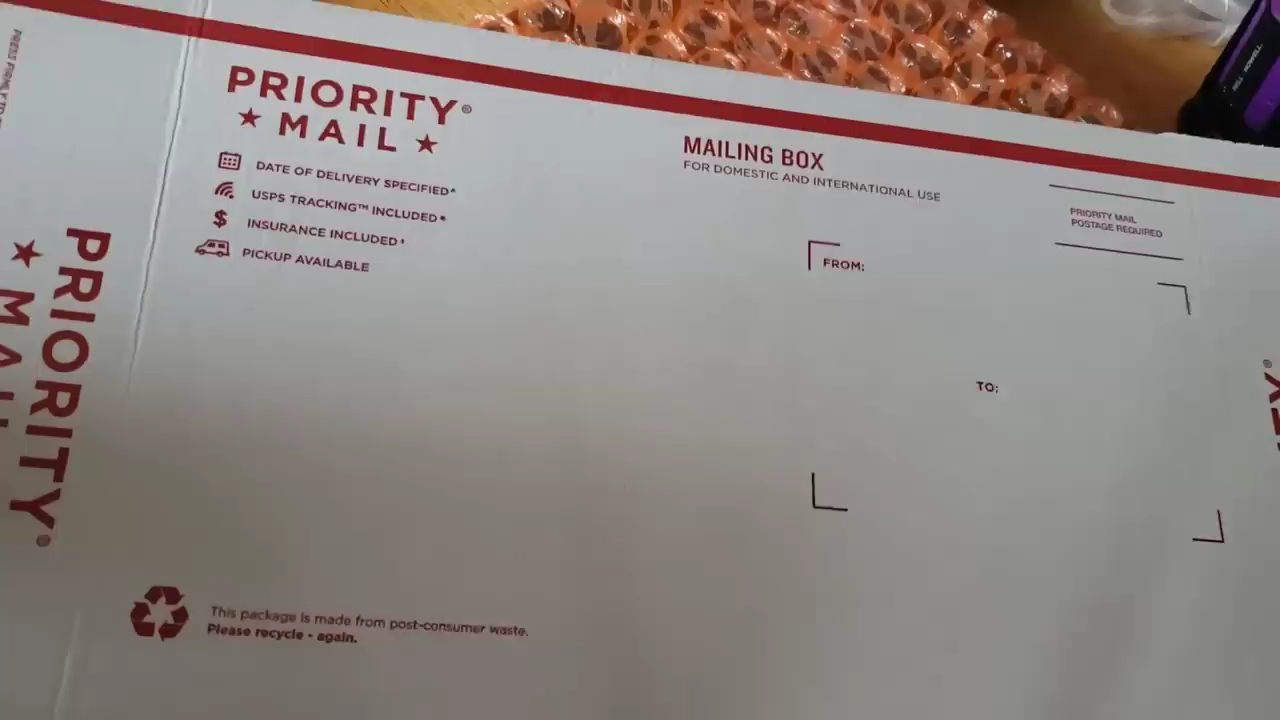 PRIORITY®
★ MAIL ★
DATE OF DELIVERY SPECIFIED*
USPS TRACKING™ INCLUDED*
$ INSURANCE INCLUDED*
PICKUP AVAILABLE
MAILING BOX
FOR DOMESTIC AND INTERNATIONAL USE
PRIORITY MAIL
POSTAGE REQUIRED
FROM:
TO:
PRIORITY®
★ MAIL
This package is made from post-consumer waste.
Please recycle - again.